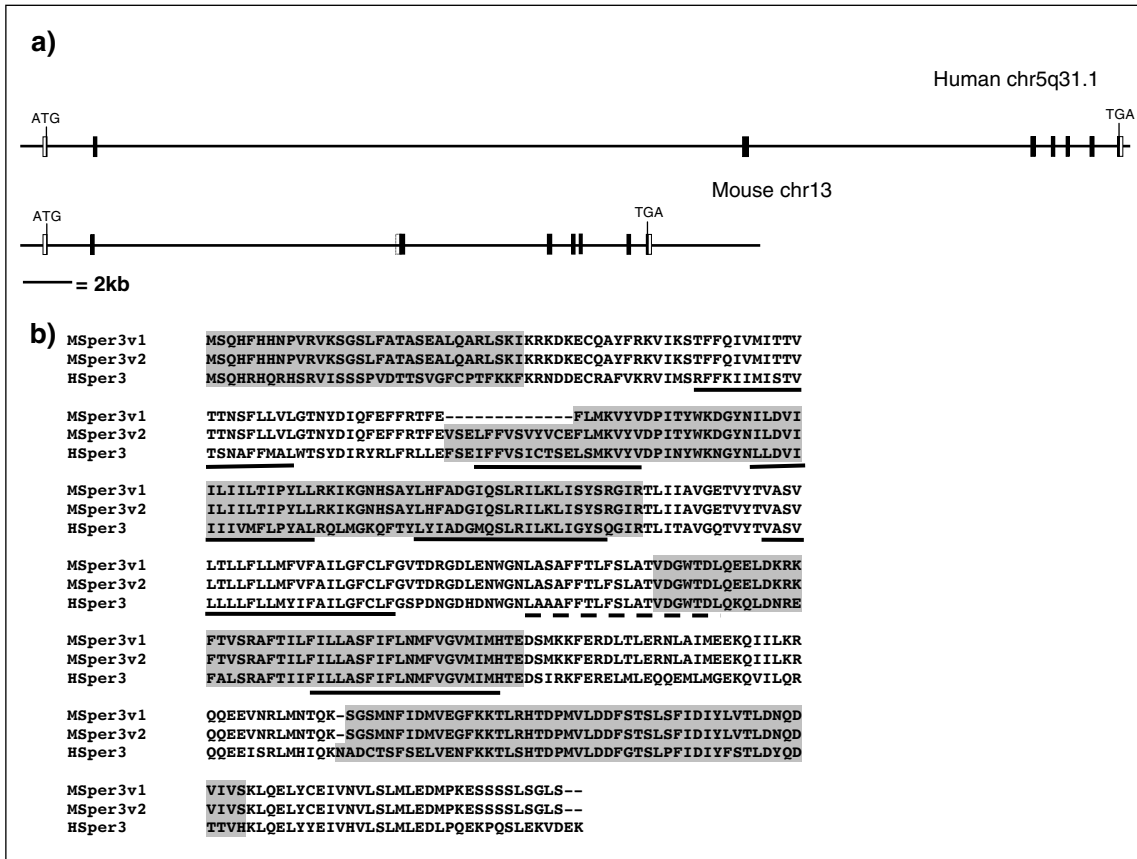 a)
Human chr5q31.1
ATG
TGA
Mouse chr13
ATG
TGA
= 2kb
b)
MSper3v1 MSQHFHHNPVRVKSGSLFATASEALQARLSKIKRKDKECQAYFRKVIKSTFFQIVMITTV
MSper3v2 MSQHFHHNPVRVKSGSLFATASEALQARLSKIKRKDKECQAYFRKVIKSTFFQIVMITTV
HSper3 MSQHRHQRHSRVISSSPVDTTSVGFCPTFKKFKRNDDECRAFVKRVIMSRFFKIIMISTV
MSper3v1 TTNSFLLVLGTNYDIQFEFFRTFE-------------FLMKVYVDPITYWKDGYNILDVI
MSper3v2 TTNSFLLVLGTNYDIQFEFFRTFEVSELFFVSVYVCEFLMKVYVDPITYWKDGYNILDVI
HSper3 TSNAFFMALWTSYDIRYRLFRLLEFSEIFFVSICTSELSMKVYVDPINYWKNGYNLLDVI
MSper3v1 ILIILTIPYLLRKIKGNHSAYLHFADGIQSLRILKLISYSRGIRTLIIAVGETVYTVASV
MSper3v2 ILIILTIPYLLRKIKGNHSAYLHFADGIQSLRILKLISYSRGIRTLIIAVGETVYTVASV
HSper3 IIIVMFLPYALRQLMGKQFTYLYIADGMQSLRILKLIGYSQGIRTLITAVGQTVYTVASV
MSper3v1 LTLLFLLMFVFAILGFCLFGVTDRGDLENWGNLASAFFTLFSLATVDGWTDLQEELDKRK
MSper3v2 LTLLFLLMFVFAILGFCLFGVTDRGDLENWGNLASAFFTLFSLATVDGWTDLQEELDKRK
HSper3 LLLLFLLMYIFAILGFCLFGSPDNGDHDNWGNLAAAFFTLFSLATVDGWTDLQKQLDNRE
MSper3v1 FTVSRAFTILFILLASFIFLNMFVGVMIMHTEDSMKKFERDLTLERNLAIMEEKQIILKR
MSper3v2 FTVSRAFTILFILLASFIFLNMFVGVMIMHTEDSMKKFERDLTLERNLAIMEEKQIILKR
HSper3 FALSRAFTIIFILLASFIFLNMFVGVMIMHTEDSIRKFERELMLEQQEMLMGEKQVILQR
MSper3v1 QQEEVNRLMNTQK-SGSMNFIDMVEGFKKTLRHTDPMVLDDFSTSLSFIDIYLVTLDNQD
MSper3v2 QQEEVNRLMNTQK-SGSMNFIDMVEGFKKTLRHTDPMVLDDFSTSLSFIDIYLVTLDNQD
HSper3 QQEEISRLMHIQKNADCTSFSELVENFKKTLSHTDPMVLDDFGTSLPFIDIYFSTLDYQD
MSper3v1 VIVSKLQELYCEIVNVLSLMLEDMPKESSSSLSGLS--
MSper3v2 VIVSKLQELYCEIVNVLSLMLEDMPKESSSSLSGLS--
HSper3 TTVHKLQELYYEIVHVLSLMLEDLPQEKPQSLEKVDEK